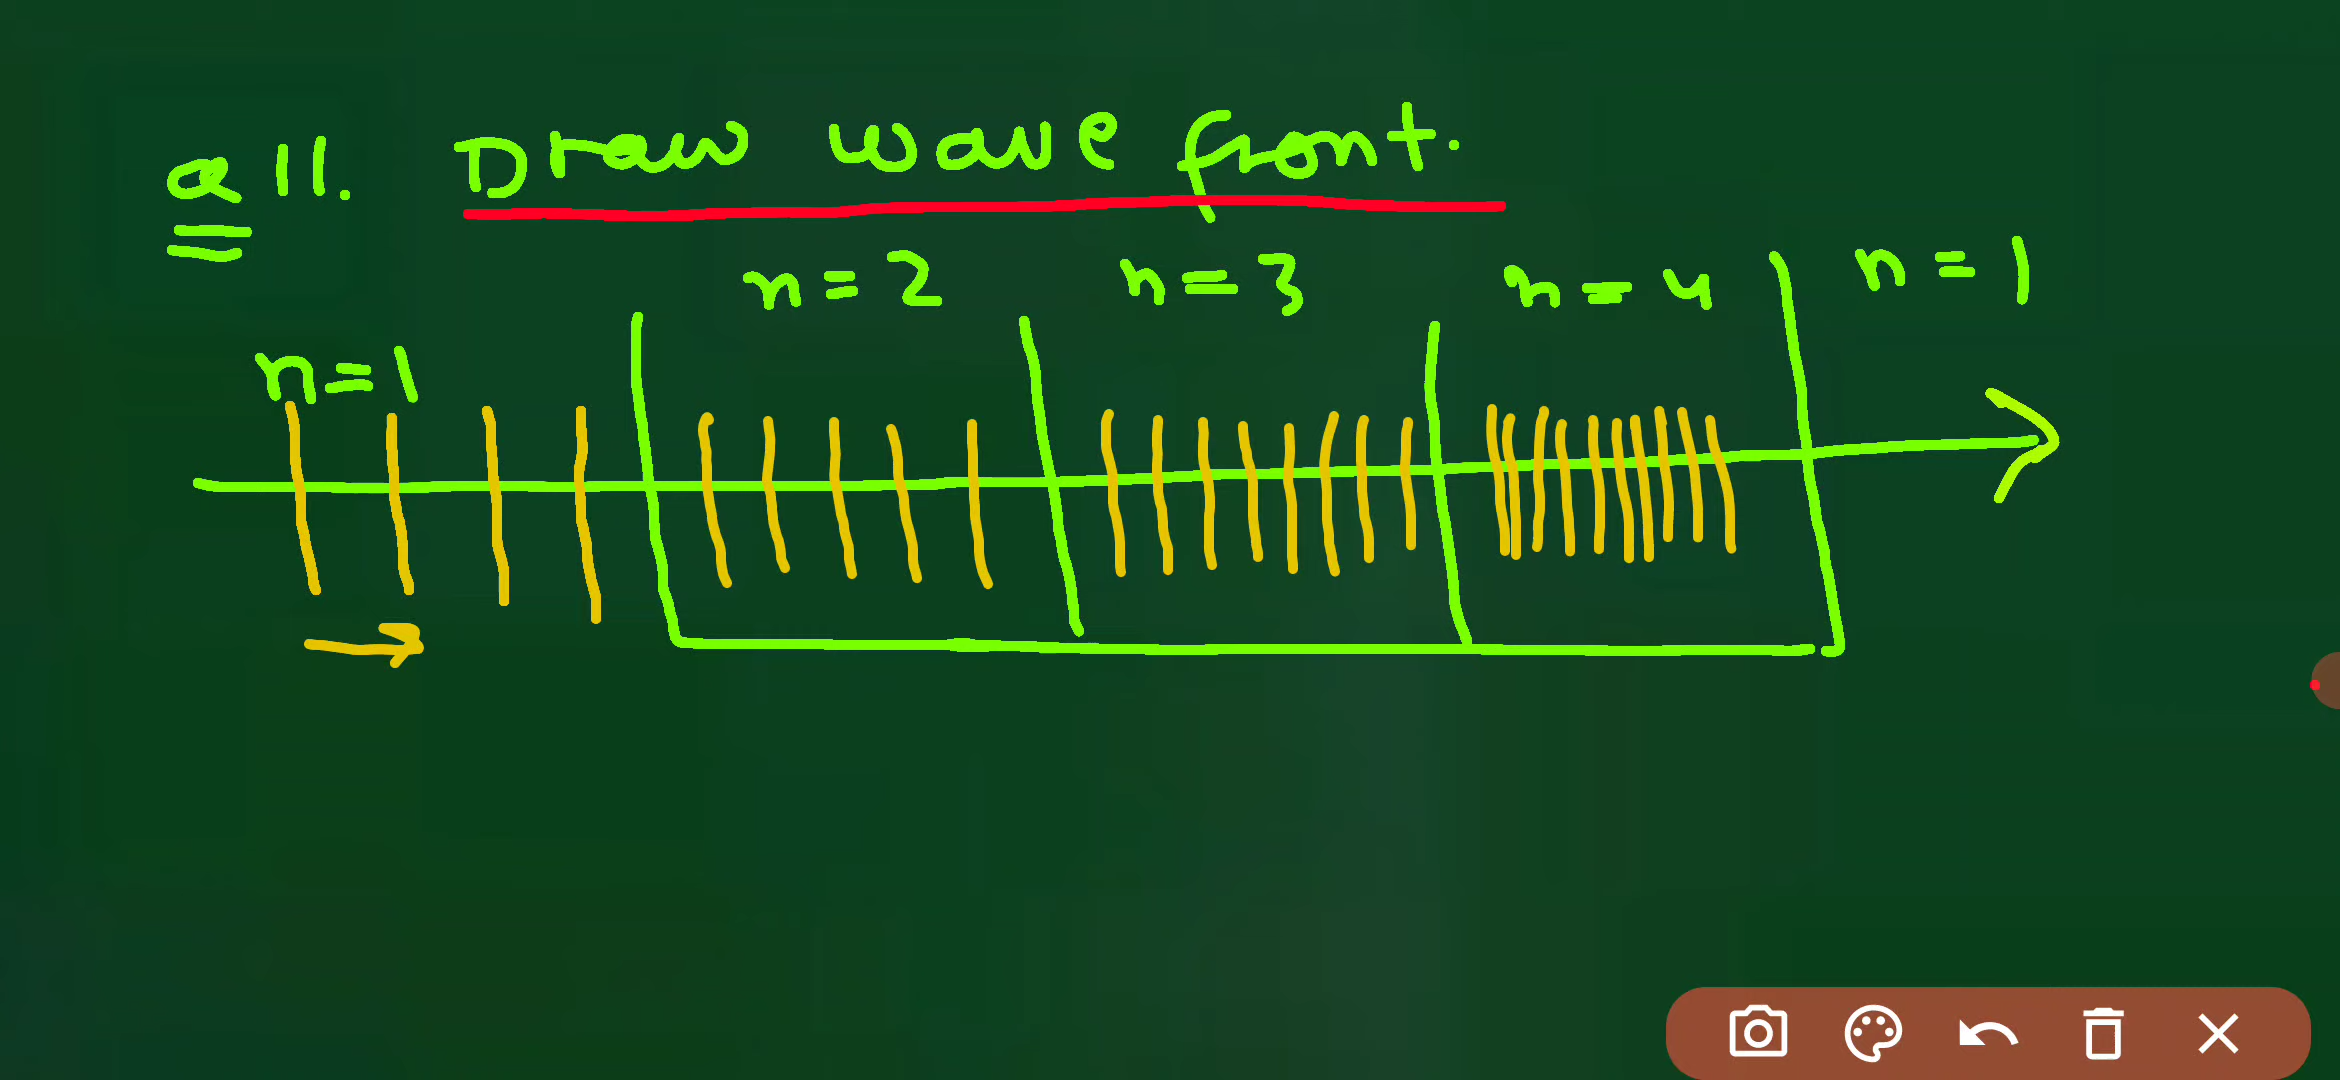 Q 11. Draw wave front.
n=2 n=3 n=4 n=1
n=1